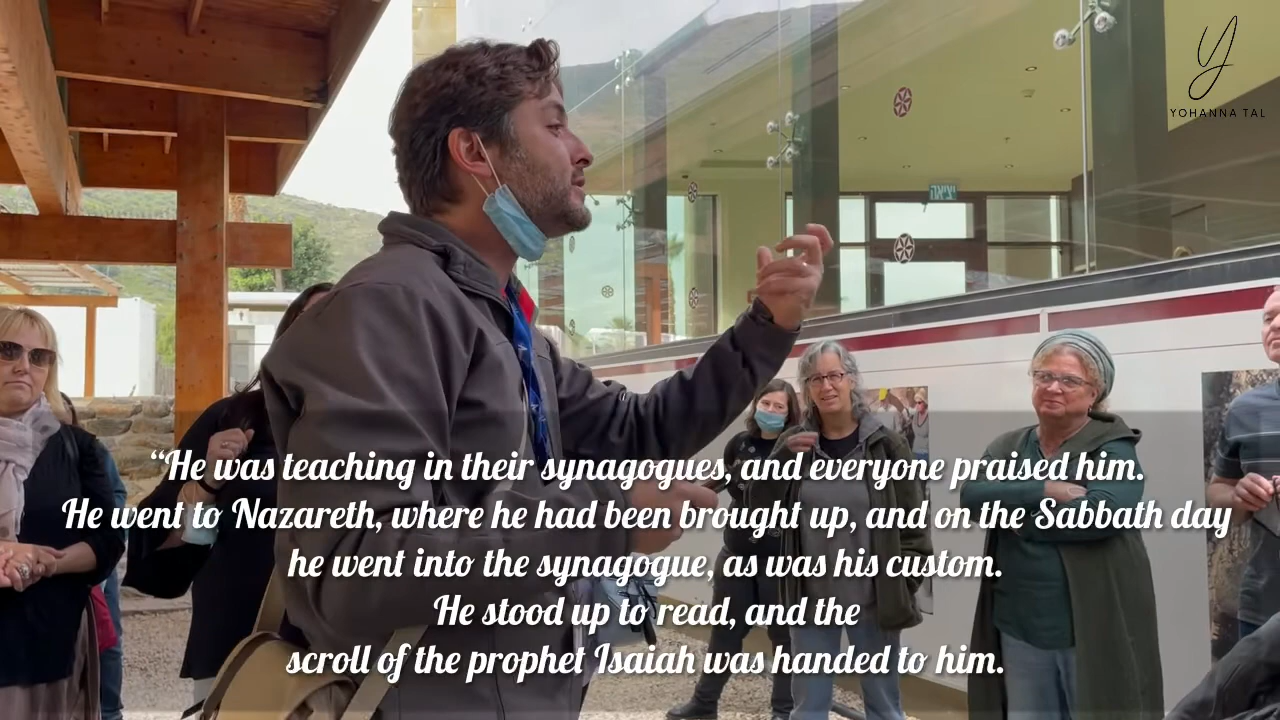 Y
YOHANNA TAL
יציאה
“He was teaching in their synagogues, and everyone praised him.
He went to Nazareth, where he had been brought up, and on the Sabbath day
he went into the synagogue, as was his custom.
He stood up to read, and the
scroll of the prophet Isaiah was handed to him.